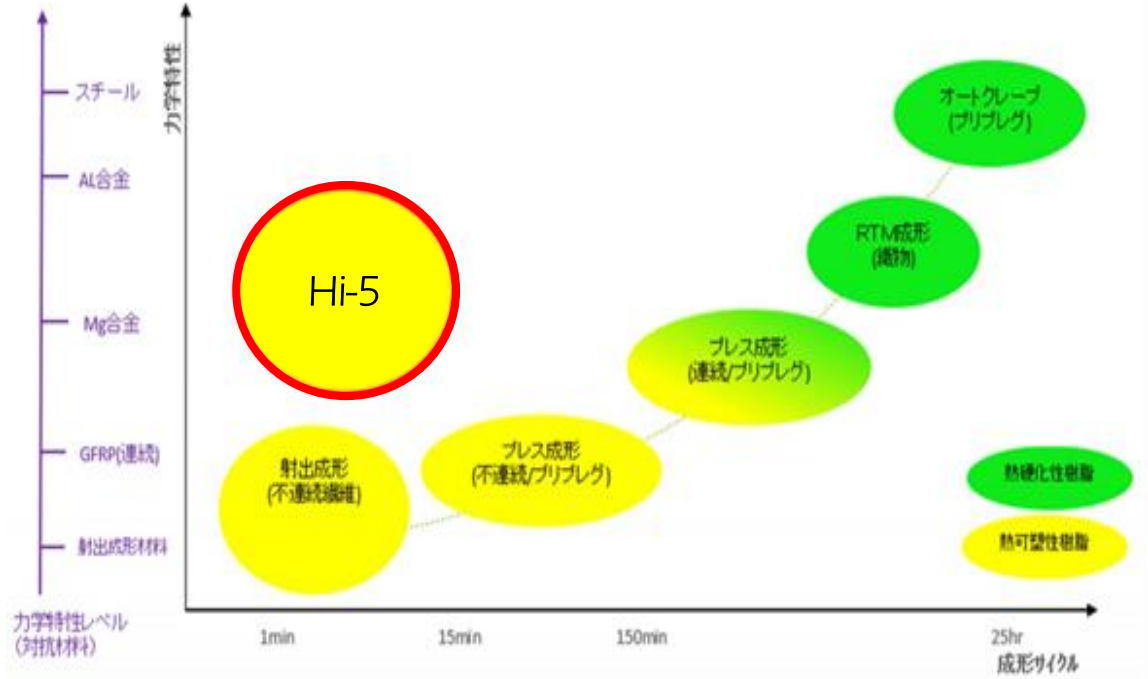 力学特性
スチール
AL合金
Mg合金
GFRP(連続)
射出成形材料
力学特性レベル
(対抗材料)
Hi-5
オートクレーブ
(プリプレグ)
RTM成形
(織物)
プレス成形
(連続/プリプレグ)
プレス成形
(不連続/プリプレグ)
射出成形
(不連続繊維)
熱硬化性樹脂
熱可塑性樹脂
1min
15min
150min
25hr
成形サイクル